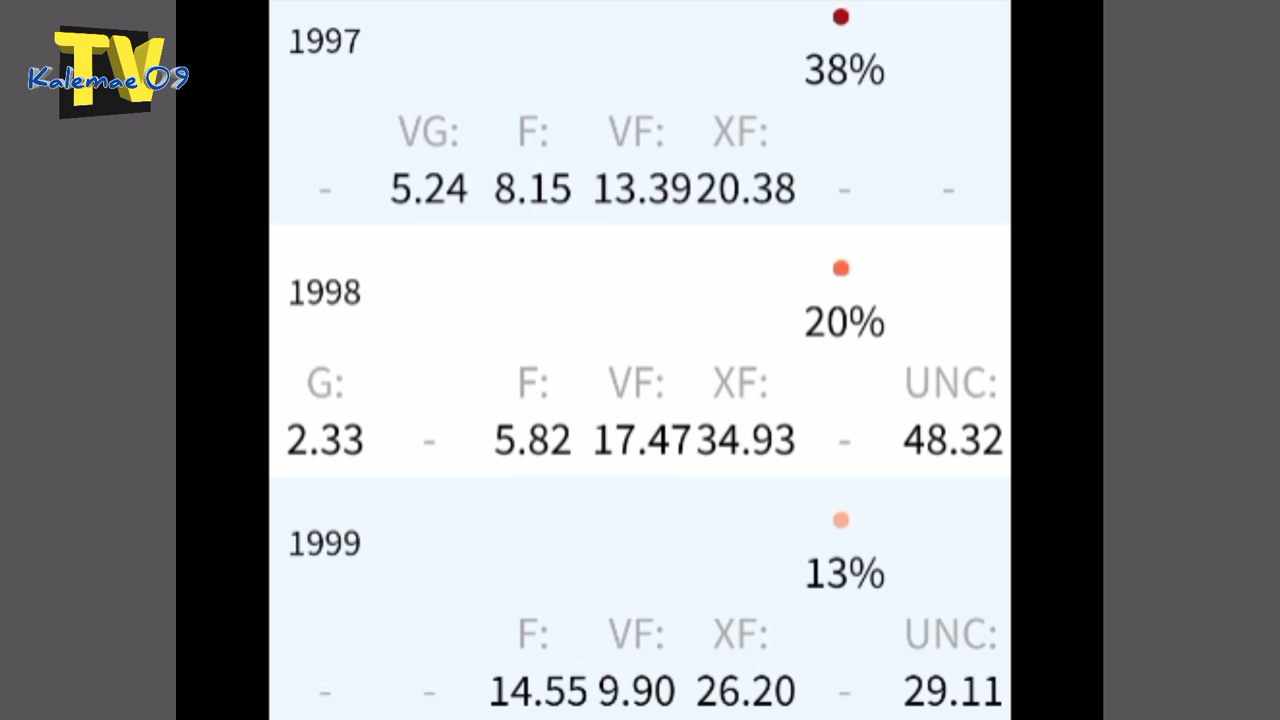 TV
Kalemae 09
1997
38%
VG: F: VF: XF:
- 5.24 8.15 13.39 20.38 - -
1998
20%
G: F: VF: XF: UNC:
2.33 - 5.82 17.47 34.93 - 48.32
1999
13%
F: VF: XF: UNC:
- - 14.55 9.90 26.20 - 29.11